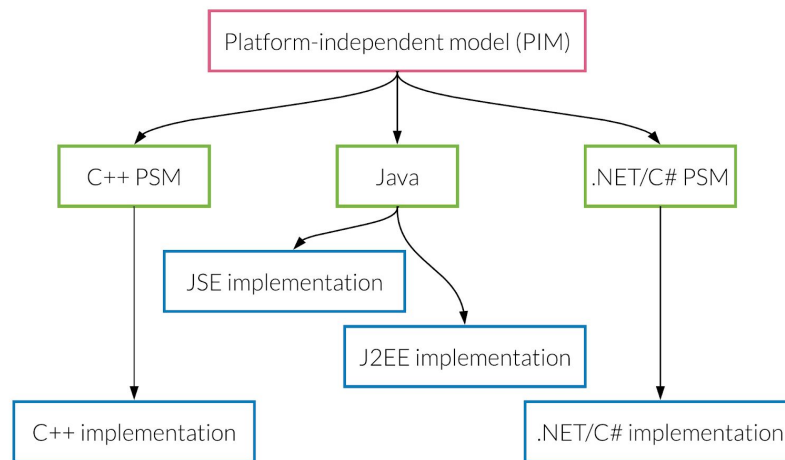 Platform-independent model (PIM)
C++ PSM
Java
.NET/C# PSM
JSE implementation
J2EE implementation
C++ implementation
.NET/C# implementation